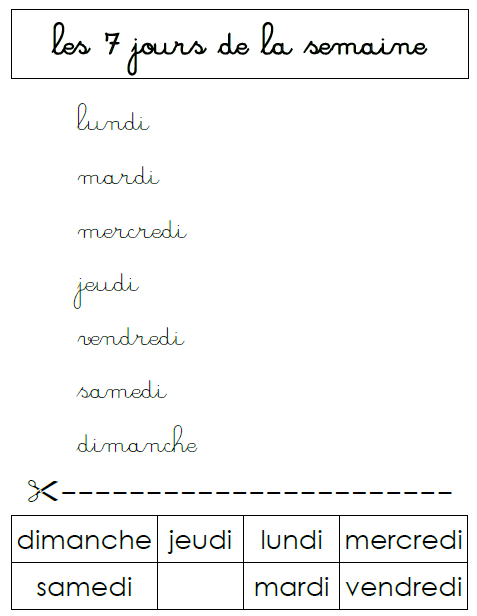 les 7 jours de la semaine
lundi
mardi
mercredi
jeudi
vendredi
samedi
dimanche
dimanche jeudi lundi mercredi
samedi mardi vendredi